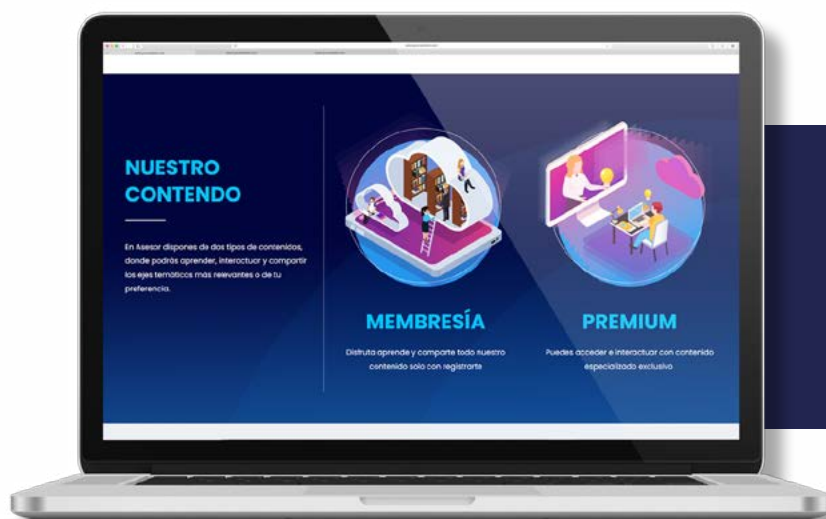 NUESTRO
CONTENDO
En Asesor dispones de dos tipos de contenidos,
donde podrás aprender, interactuar y compartir
los ejes temáticos más relevantes o de tu
preferencia.
MEMBRESÍA
Disfruta aprende y comparte todo nuestro
contenido solo con registrarte
PREMIUM
Puedes acceder e interactuar con contenido
especializado exclusivo